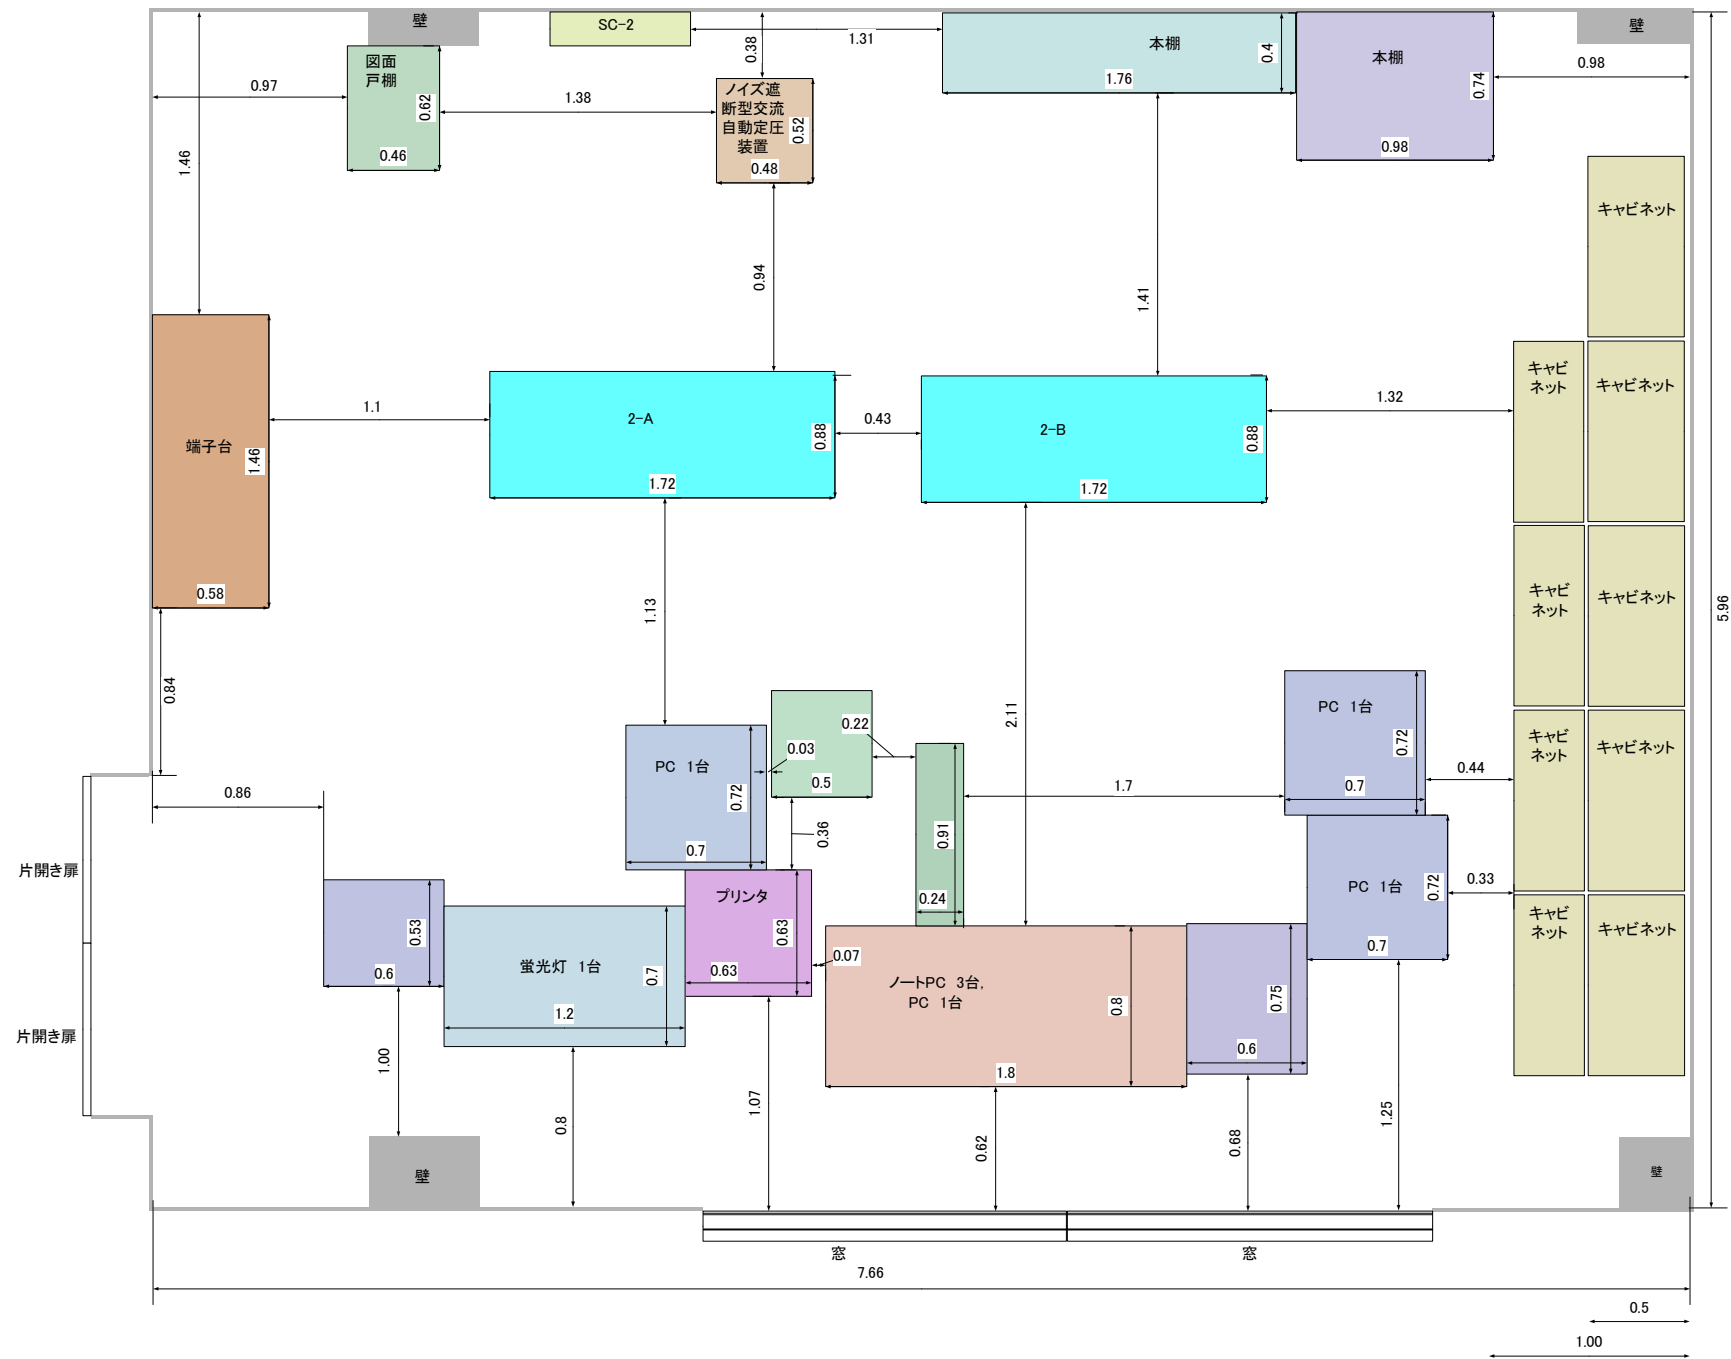 壁
SC-2
1.31
0.38
本棚
0.4
1.76
本棚
0.74
0.98
壁
0.98
図面
戸棚
0.62
0.46
0.97
1.38
ノイズ遮
断型交流
自動定圧
装置
0.52
0.48
1.46
0.94
1.41
キャビネット
端子台
1.46
0.58
1.1
2-A
0.88
1.72
0.43
2-B
0.88
1.72
1.32
キャビ
ネット
キャビネット
5.96
キャビ
ネット
キャビネット
0.84
1.13
2.11
PC 1台
0.72
0.7
0.03
0.5
0.22
0.36
0.91
0.24
1.7
PC 1台
0.72
0.7
0.44
キャビ
ネット
キャビネット
0.86
片開き扉
片開き扉
0.53
0.6
1.00
蛍光灯 1台
0.7
1.2
0.8
プリンタ
0.63
0.63
0.07
1.07
ノートPC 3台,
PC 1台
0.8
1.8
0.62
0.75
0.6
0.68
PC 1台
0.72
0.7
0.33
1.25
キャビ
ネット
キャビネット
壁
壁
窓
窓
7.66
0.5
1.00